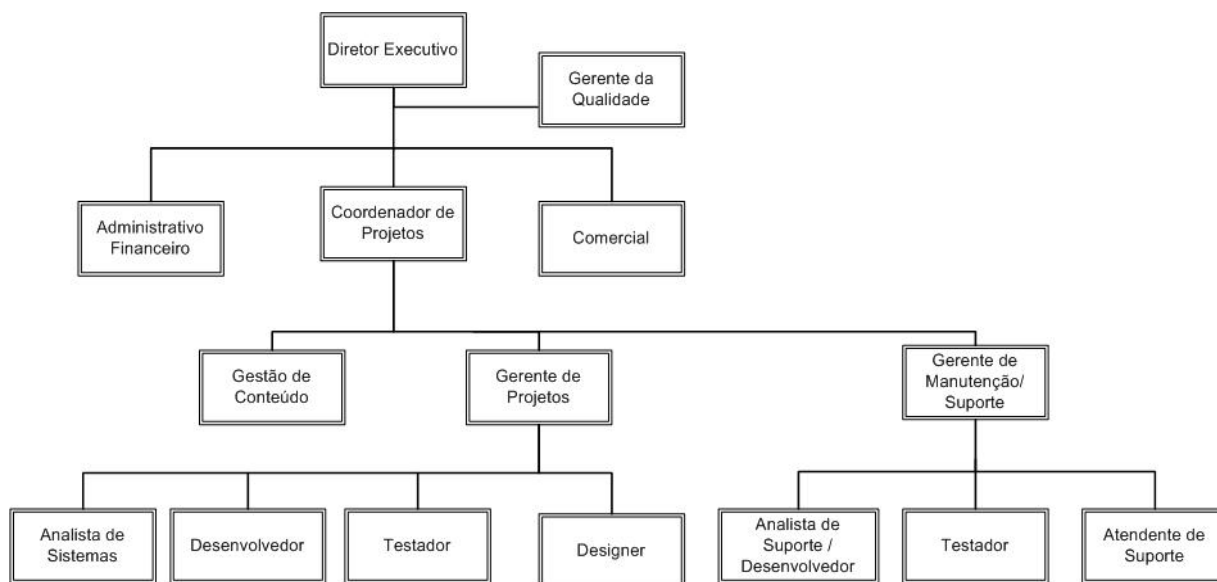 Diretor Executivo
Gerente da
Qualidade
Administrativo
Financeiro
Coordenador de
Projetos
Comercial
Gestão de
Conteúdo
Gerente de
Projetos
Gerente de
Manutenção/
Suporte
Analista de
Sistemas
Desenvolvedor
Testador
Designer
Analista de
Suporte /
Desenvolvedor
Testador
Atendente de
Suporte